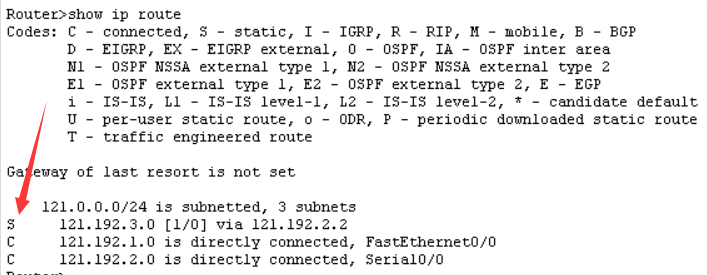 Router>show ip route
Codes: C - connected, S - static, I - IGRP, R - RIP, M - mobile, B - BGP
D - EIGRP, EX - EIGRP external, O - OSPF, IA - OSPF inter area
N1 - OSPF NSSA external type 1, N2 - OSPF NSSA external type 2
E1 - OSPF external type 1, E2 - OSPF external type 2, E - EGP
i - IS-IS, L1 - IS-IS level-1, L2 - IS-IS level-2, * - candidate default
U - per-user static route, o - ODR, P - periodic downloaded static route
T - traffic engineered route
Gateway of last resort is not set
121.0.0.0/24 is subnetted, 3 subnets
S 121.192.3.0 [1/0] via 121.192.2.2
C 121.192.1.0 is directly connected, FastEthernet0/0
C 121.192.2.0 is directly connected, Serial0/0